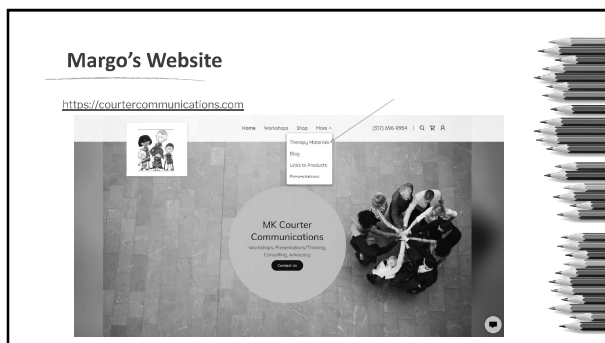 Margo's Website
https://courtercommunications.com
Home Workshops Shop More (317) 696-9954
Therapy Materials
Blog
Links to Products
Presentations
MK Courter
Communications
Workshops, Presentations/Training,
Consulting, Advocacy
Contact Us